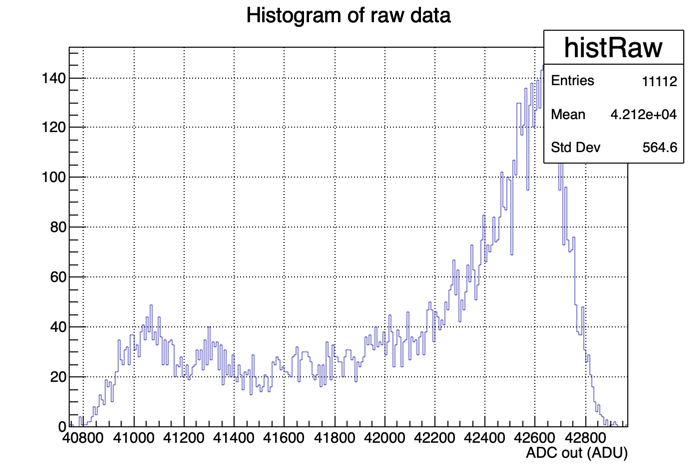 Histogram of raw data
histRaw
Entries 11112
Mean 4.212e+04
Std Dev 564.6
140
120
100
80
60
40
20
0
40800 41000 41200 41400 41600 41800 42000 42200 42400 42600 42800
ADC out (ADU)